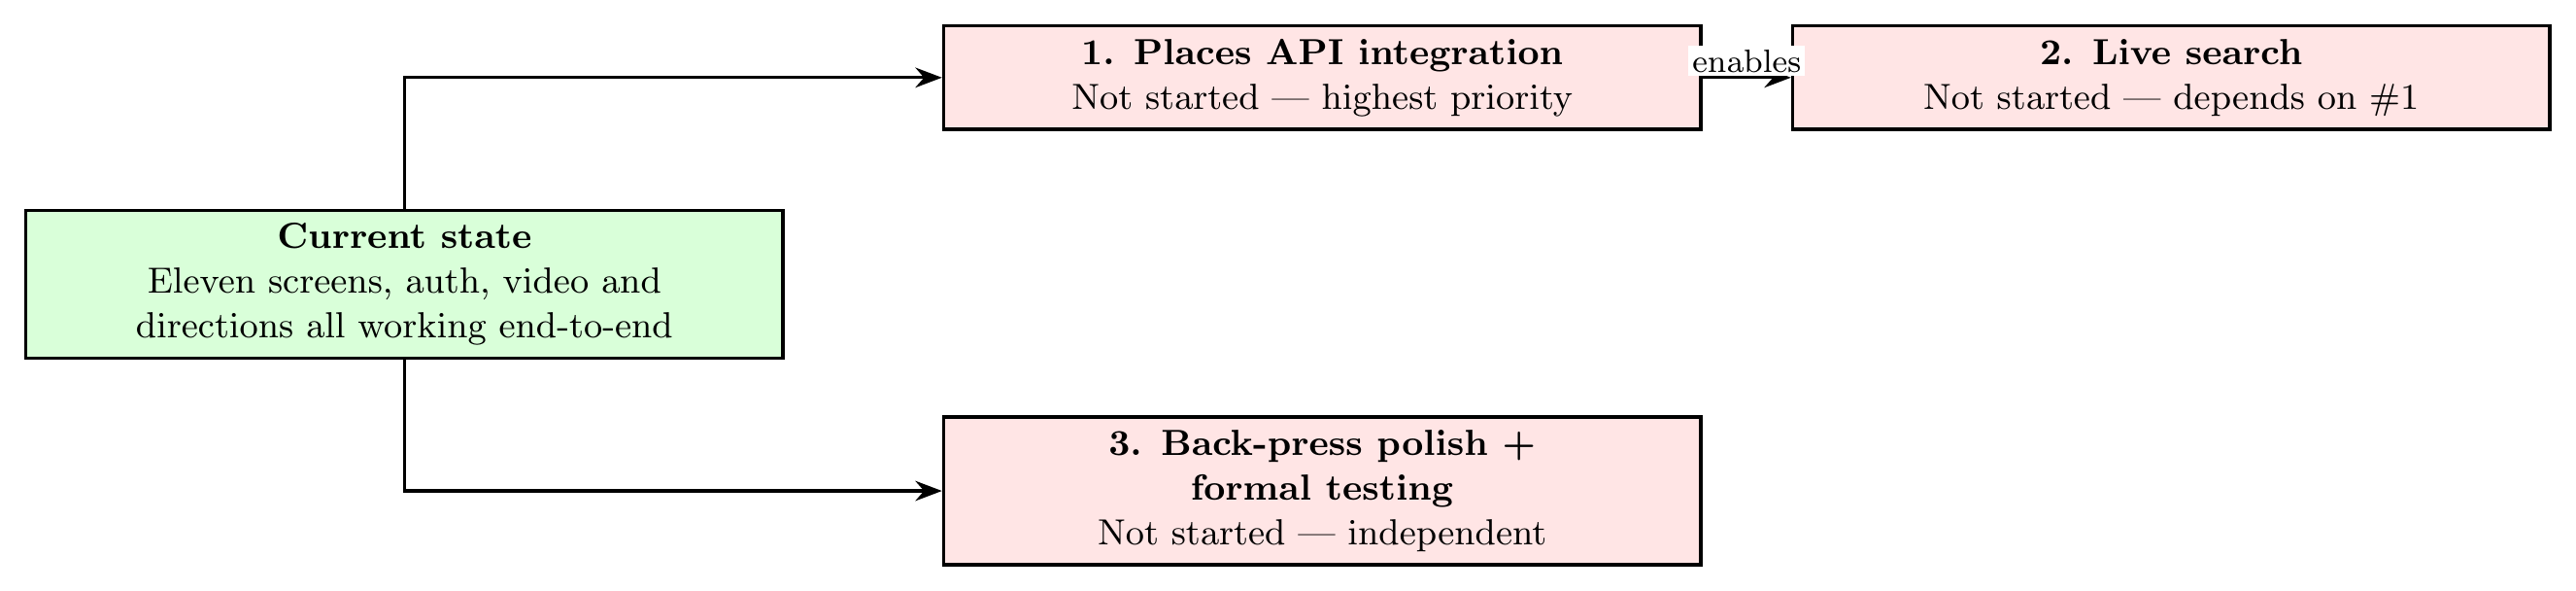 1. Places API integration
Not started — highest priority
enables
2. Live search
Not started — depends on #1
Current state
Eleven screens, auth, video and
directions all working end-to-end
3. Back-press polish +
formal testing
Not started — independent